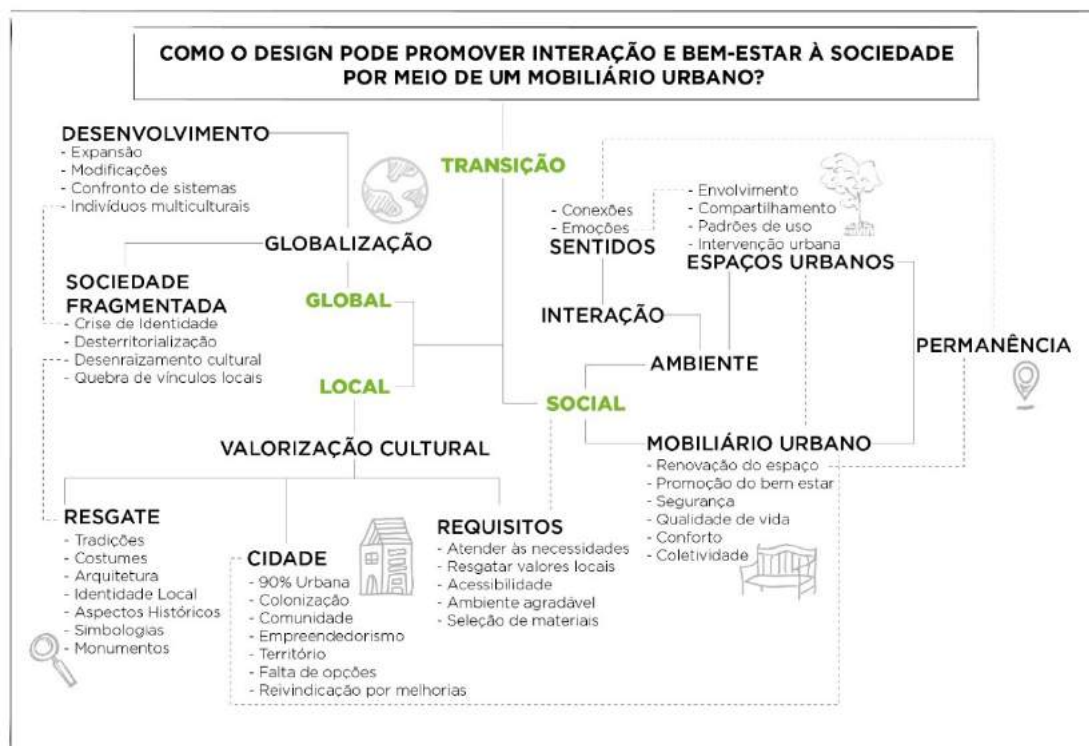 COMO O DESIGN PODE PROMOVER INTERAÇÃO E BEM-ESTAR À SOCIEDADE
POR MEIO DE UM MOBILIÁRIO URBANO?
DESENVOLVIMENTO
- Expansão
- Modificações
- Confronto de sistemas
- Indivíduos multiculturais
TRANSIÇÃO
GLOBALIZAÇÃO
SOCIEDADE
FRAGMENTADA
- Crise de Identidade
- Desterritorialização
- Desenraizamento cultural
- Quebra de vínculos locais
GLOBAL
LOCAL
SOCIAL
- Conexões
- Emoções
SENTIDOS
- Envolvimento
- Compartilhamento
- Padrões de uso
- Intervenção urbana
ESPAÇOS URBANOS
INTERAÇÃO
AMBIENTE
PERMANÊNCIA
MOBILIÁRIO URBANO
- Renovação do espaço
- Promoção do bem estar
- Segurança
- Qualidade de vida
- Conforto
- Coletividade
VALORIZAÇÃO CULTURAL
RESGATE
- Tradições
- Costumes
- Arquitetura
- Identidade Local
- Aspectos Históricos
- Simbologias
- Monumentos
CIDADE
- 90% Urbana
- Colonização
- Comunidade
- Empreendedorismo
- Território
- Falta de opções
- Reivindicação por melhorias
REQUISITOS
- Atender às necessidades
- Resgatar valores locais
- Acessibilidade
- Ambiente agradável
- Seleção de materiais